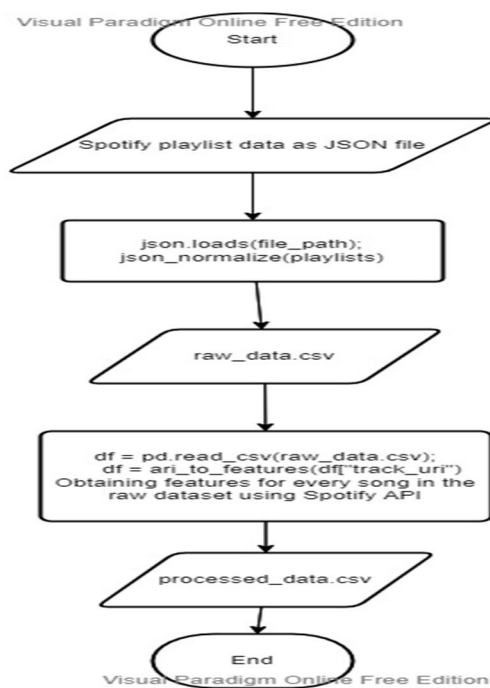 Visual Paradigm Online Free Edition
Start
Spotify playlist data as JSON file
json.loads(file_path);
json_normalize(playlists)
raw_data.csv
df = pd.read_csv(raw_data.csv);
df = ari_to_features(df["track_uri")
Obtaining features for every song in the
raw dataset using Spotify API
processed_data.csv
End
Visual Paradigm Online Free Edition